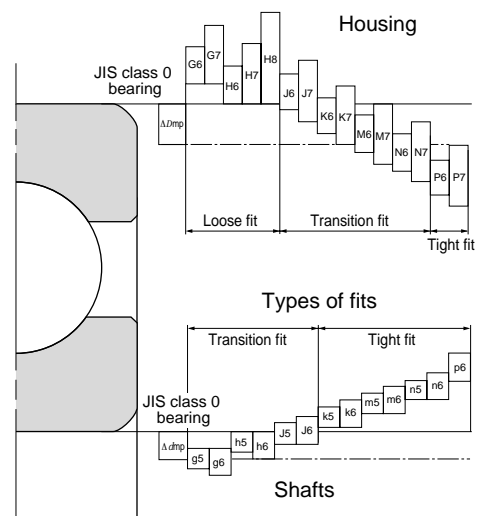 Housing
JIS class 0
bearing
ΔDmp
G6
G7
H6
H7
H8
J6
J7
K6
K7
M6
M7
N6
N7
P6
P7
Loose fit
Transition fit
Tight fit
Types of fits
Transition fit
Tight fit
JIS class 0
bearing
Δdmp
g5
g6
h5
h6
J5
J6
k5
k6
m5
m6
n5
n6
p6
Shafts